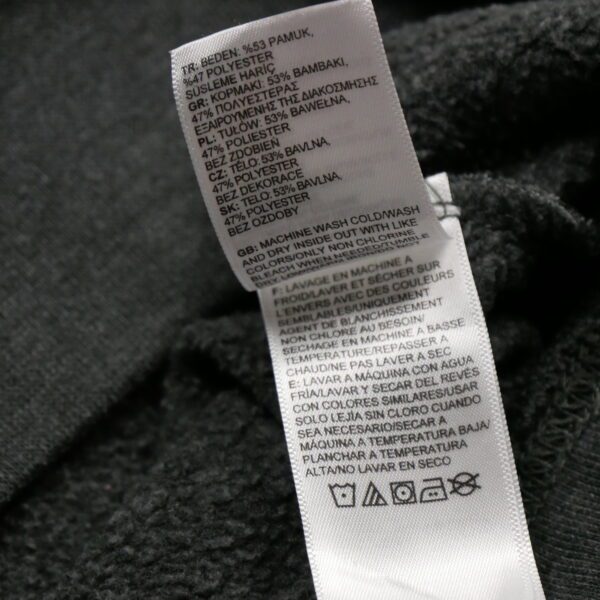 TR: BEDEN: %53 PAMUK,
%47 POLYESTER
SÜSLEME HARİÇ
GR: ΚΟΡΜΑΚΙ: 53% ΒΑΜΒΑΚΙ,
47% ΠΟΛΥΕΣΤΕΡΑΣ
ΕΞΑΙΡΟΥΜΕΝΗΣ ΤΗΣ ΔΙΑΚΟΣΜΗΣΗΣ
PL: TUŁÓW: 53% BAWEŁNA,
47% POLIESTER
BEZ ZDOBIEŃ
CZ: TĚLO: 53% BAVLNA,
47% POLYESTER
BEZ DEKORACE
SK: TELO: 53% BAVLNA,
47% POLYESTER
BEZ OZDOBY
GB: MACHINE WASH COLD/WASH
AND DRY INSIDE OUT WITH LIKE
COLORS/ONLY NON CHLORINE
BLEACH WHEN NEEDED/TUMBLE
F: LAVAGE EN MACHINE À
FROID/LAVER ET SÉCHER SUR
L'ENVERS AVEC DES COULEURS
SEMBLABLES/UNIQUEMENT
AGENT DE BLANCHISSEMENT
NON CHLORÉ AU BESOIN/
SÉCHAGE EN MACHINE À BASSE
TEMPÉRATURE/REPASSER À
CHAUD/NE PAS LAVER À SEC
E: LAVAR A MÁQUINA CON AGUA
FRÍA/LAVAR Y SECAR DEL REVÉS
CON COLORES SIMILARES/USAR
SOLO LEJÍA SIN CLORO CUANDO
SEA NECESARIO/SECAR A
MÁQUINA A TEMPERATURA BAJA/
PLANCHAR A TEMPERATURA
ALTA/NO LAVAR EN SECO